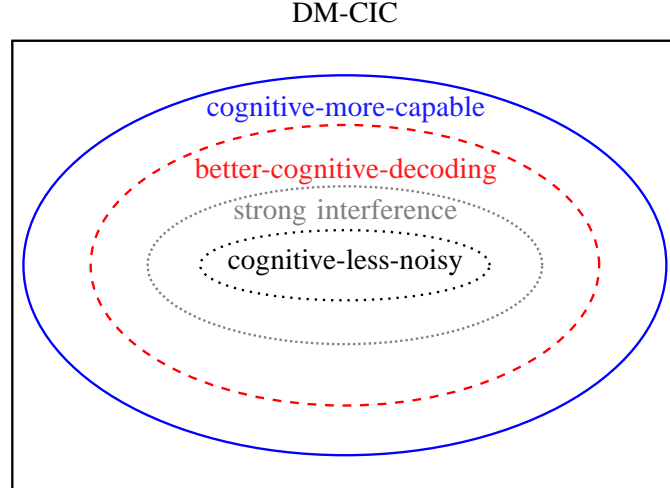 DM-CIC
cognitive-more-capable
better-cognitive-decoding
strong interference
cognitive-less-noisy